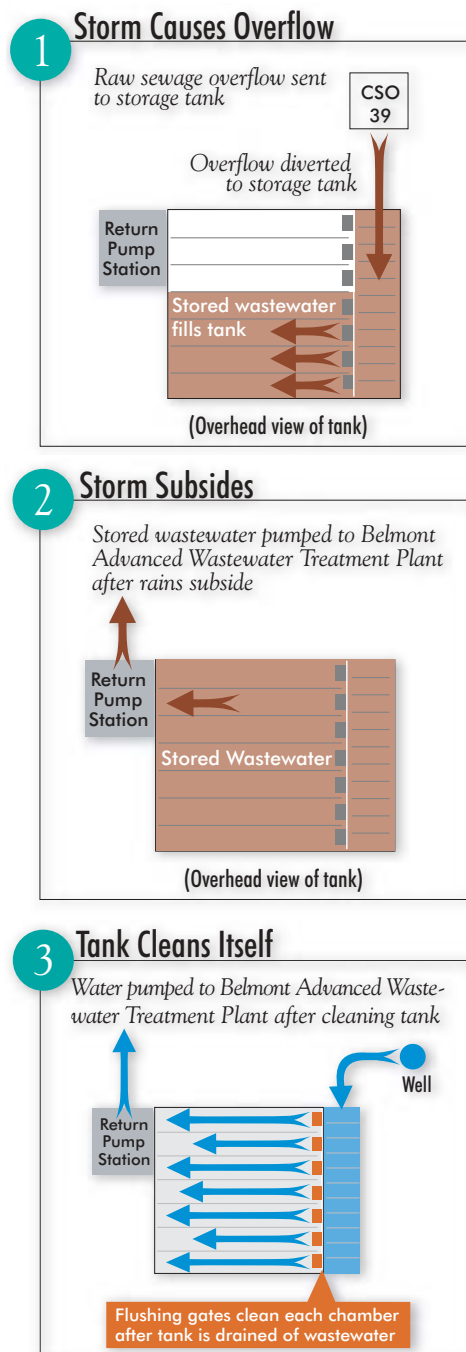 1
Storm Causes Overflow
Raw sewage overflow sent
to storage tank
CSO
39
Overflow diverted
to storage tank
Return
Pump
Station
Stored wastewater
fills tank
(Overhead view of tank)
2
Storm Subsides
Stored wastewater pumped to Belmont
Advanced Wastewater Treatment Plant
after rains subside
Return
Pump
Station
Stored Wastewater
(Overhead view of tank)
3
Tank Cleans Itself
Water pumped to Belmont Advanced Waste-
water Treatment Plant after cleaning tank
Well
Return
Pump
Station
Flushing gates clean each chamber
after tank is drained of wastewater